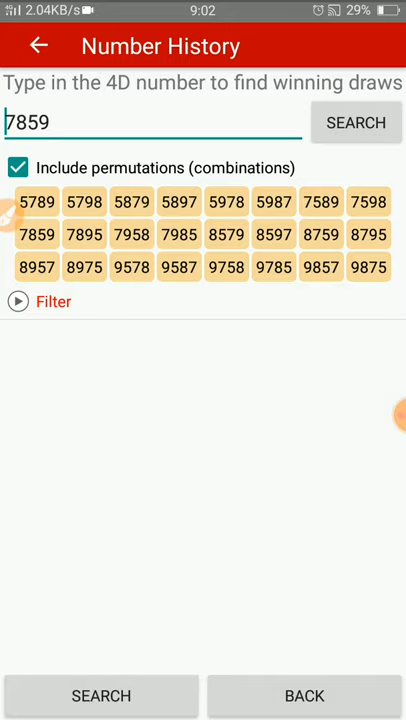 2.04KB/s 9:02 29%
Number History
Type in the 4D number to find winning draws
7859 SEARCH
Include permutations (combinations)
5789 5798 5879 5897 5978 5987 7589 7598
7859 7895 7958 7985 8579 8597 8759 8795
8957 8975 9578 9587 9758 9785 9857 9875
Filter
SEARCH BACK